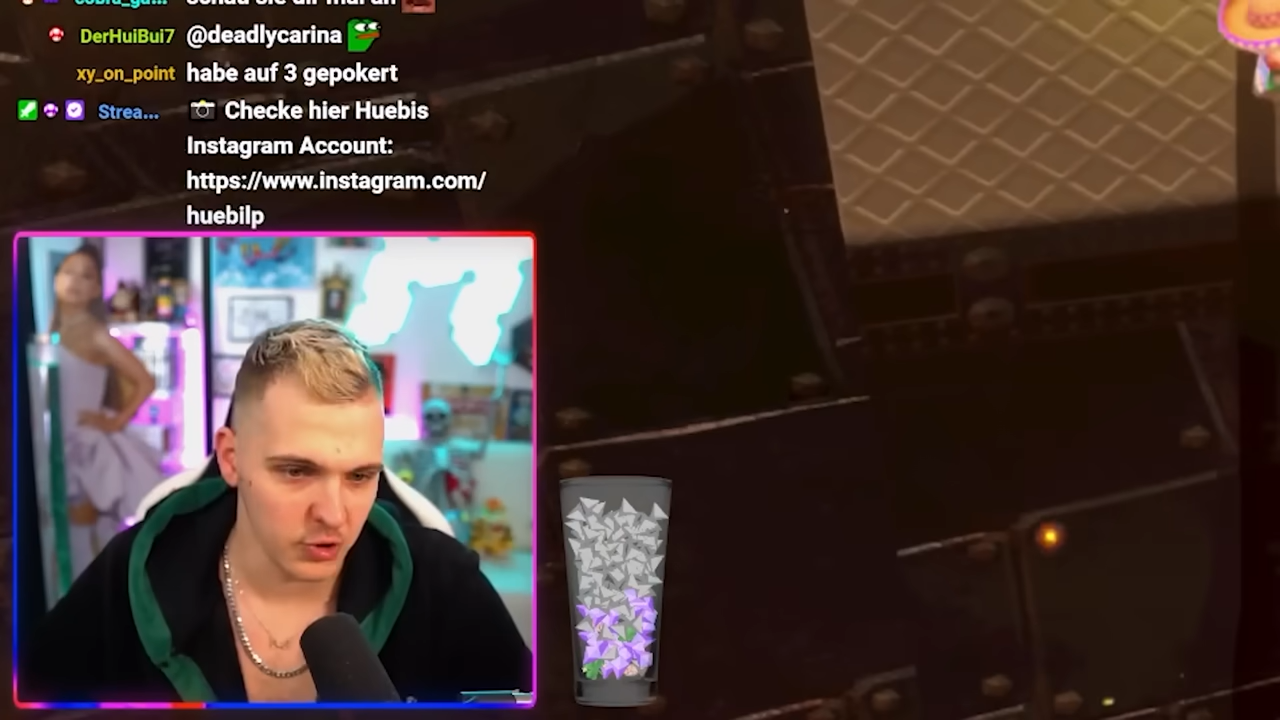 DerHuiBui7 @deadlycarina
xy_on_point habe auf 3 gepokert
Strea... Checke hier Huebis
Instagram Account:
https://www.instagram.com/
huebilp